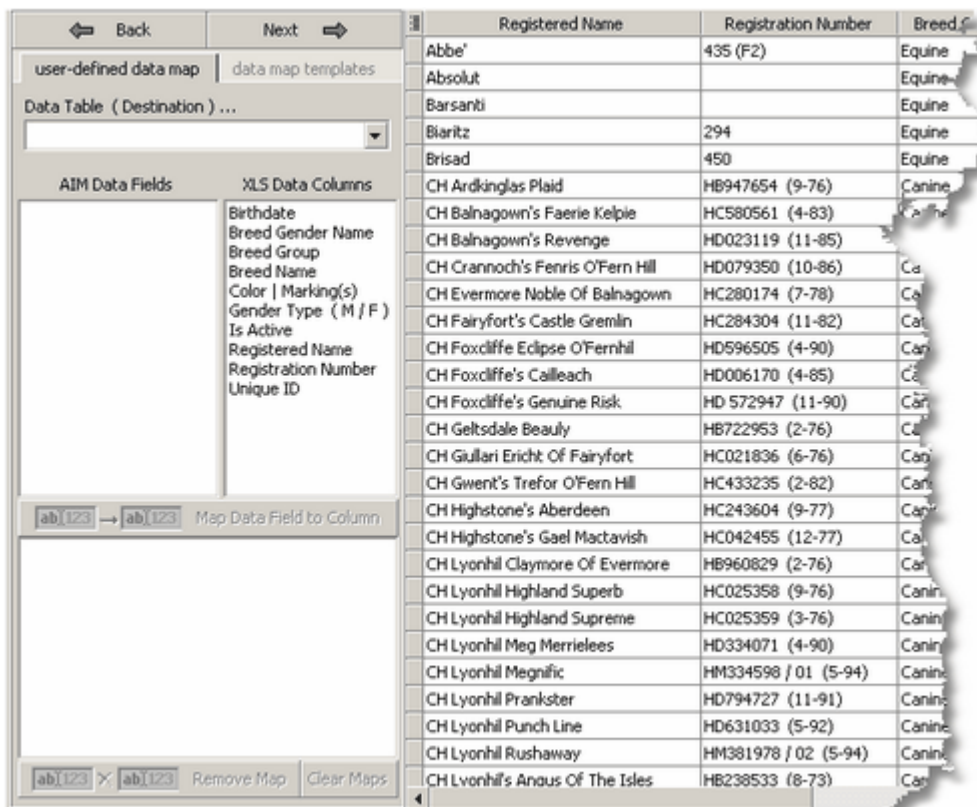 Back Next
user-defined data map data map templates
Data Table ( Destination ) ...
AIM Data Fields XLS Data Columns
Birthdate
Breed Gender Name
Breed Group
Breed Name
Color | Marking(s)
Gender Type ( M / F )
Is Active
Registered Name
Registration Number
Unique ID
ab 123 → ab 123 Map Data Field to Column
ab 123 X ab 123 Remove Map Clear Maps
Registered Name Registration Number Breed
Abbe' 435 (F2) Equine
Absolut Equine
Barsanti Equine
Biaritz 294 Equine
Brisad 450 Equine
CH Ardkinglas Plaid HB947654 (9-76) Canine
CH Balnagown's Faerie Kelpie HC580561 (4-83)
CH Balnagown's Revenge HD023119 (11-85)
CH Crannoch's Fenris O'Fern Hill HD079350 (10-86)
CH Evermore Noble Of Balnagown HC280174 (7-78)
CH Fairyfort's Castle Gremlin HC284304 (11-82)
CH Foxcliffe Eclipse O'Fernhil HD596505 (4-90)
CH Foxcliffe's Cailleach HD006170 (4-85)
CH Foxcliffe's Genuine Risk HD 572947 (11-90)
CH Geltsdale Beauly HB722953 (2-76)
CH Giullari Ericht Of Fairyfort HC021836 (6-76)
CH Gwent's Trefor O'Fern Hill HC433235 (2-82)
CH Highstone's Aberdeen HC243604 (9-77)
CH Highstone's Gael Mactavish HC042455 (12-77)
CH Lyonhil Claymore Of Evermore HB960829 (2-76)
CH Lyonhil Highland Superb HC025358 (9-76)
CH Lyonhil Highland Supreme HC025359 (3-76)
CH Lyonhil Meg Merrielees HD334071 (4-90)
CH Lyonhil Megnific HM334598 / 01 (5-94)
CH Lyonhil Prankster HD794727 (11-91)
CH Lyonhil Punch Line HD631033 (5-92)
CH Lyonhil Rushaway HM381978 / 02 (5-94)
CH Lyonhil's Angus Of The Isles HB238533 (8-73)